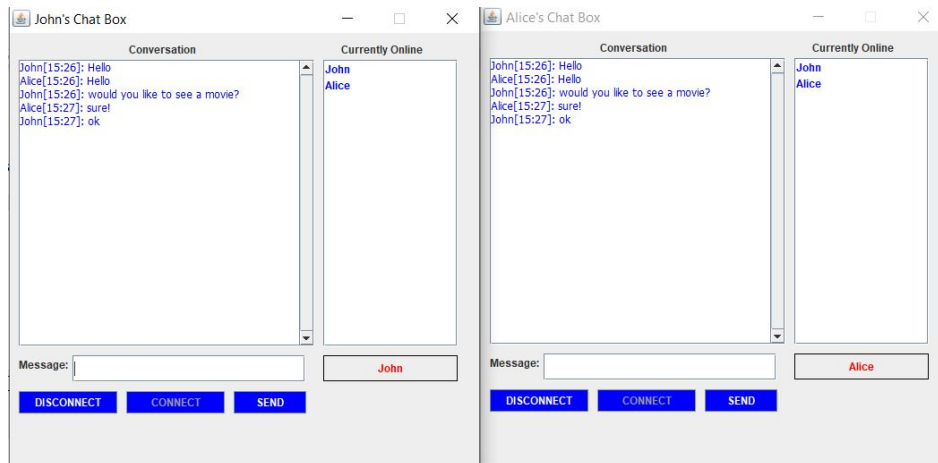 John's Chat Box
Conversation
Currently Online
John[15:26]: Hello
Alice[15:26]: Hello
John[15:26]: would you like to see a movie?
Alice[15:27]: sure!
John[15:27]: ok
John
Alice
Message:
John
DISCONNECT
CONNECT
SEND
Alice's Chat Box
Conversation
Currently Online
John[15:26]: Hello
Alice[15:26]: Hello
John[15:26]: would you like to see a movie?
Alice[15:27]: sure!
John[15:27]: ok
John
Alice
Message:
Alice
DISCONNECT
CONNECT
SEND